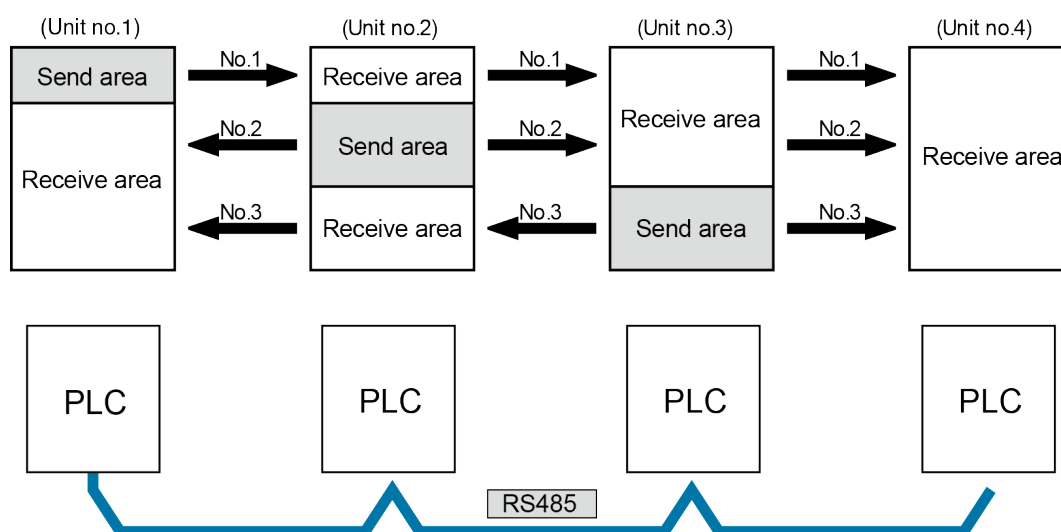 (Unit no.1) (Unit no.2) (Unit no.3) (Unit no.4)
Send area No.1 Receive area No.1 No.1
Receive area
No.2 Send area No.2 No.2
Receive area Receive area
No.3 Receive area No.3 Send area No.3
PLC PLC PLC PLC
RS485